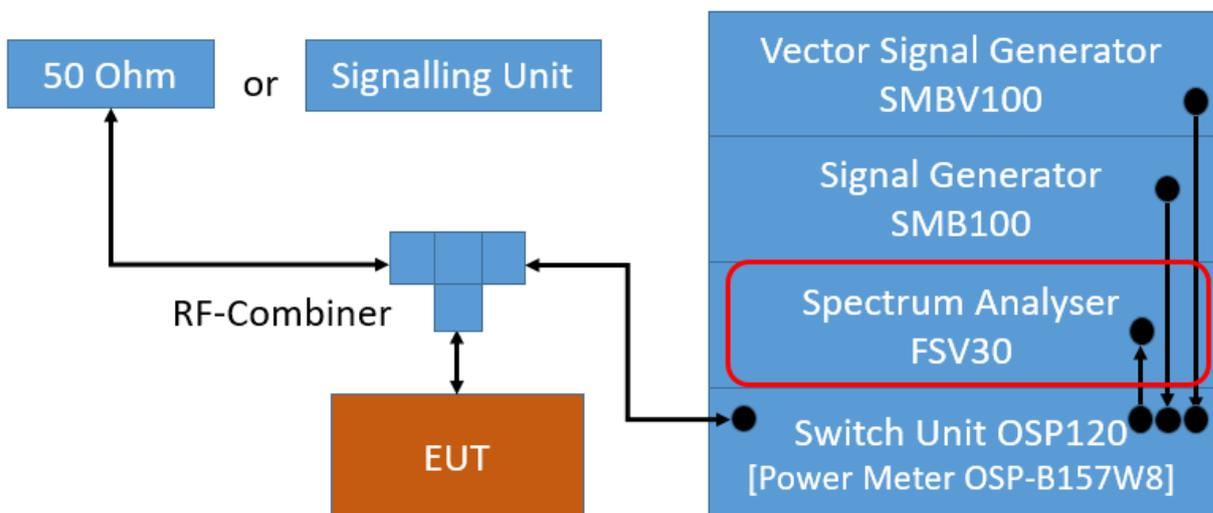 50 Ohm
or
Signalling Unit
RF-Combiner
EUT
Vector Signal Generator
SMBV100
Signal Generator
SMB100
Spectrum Analyser
FSV30
Switch Unit OSP120
[Power Meter OSP-B157W8]